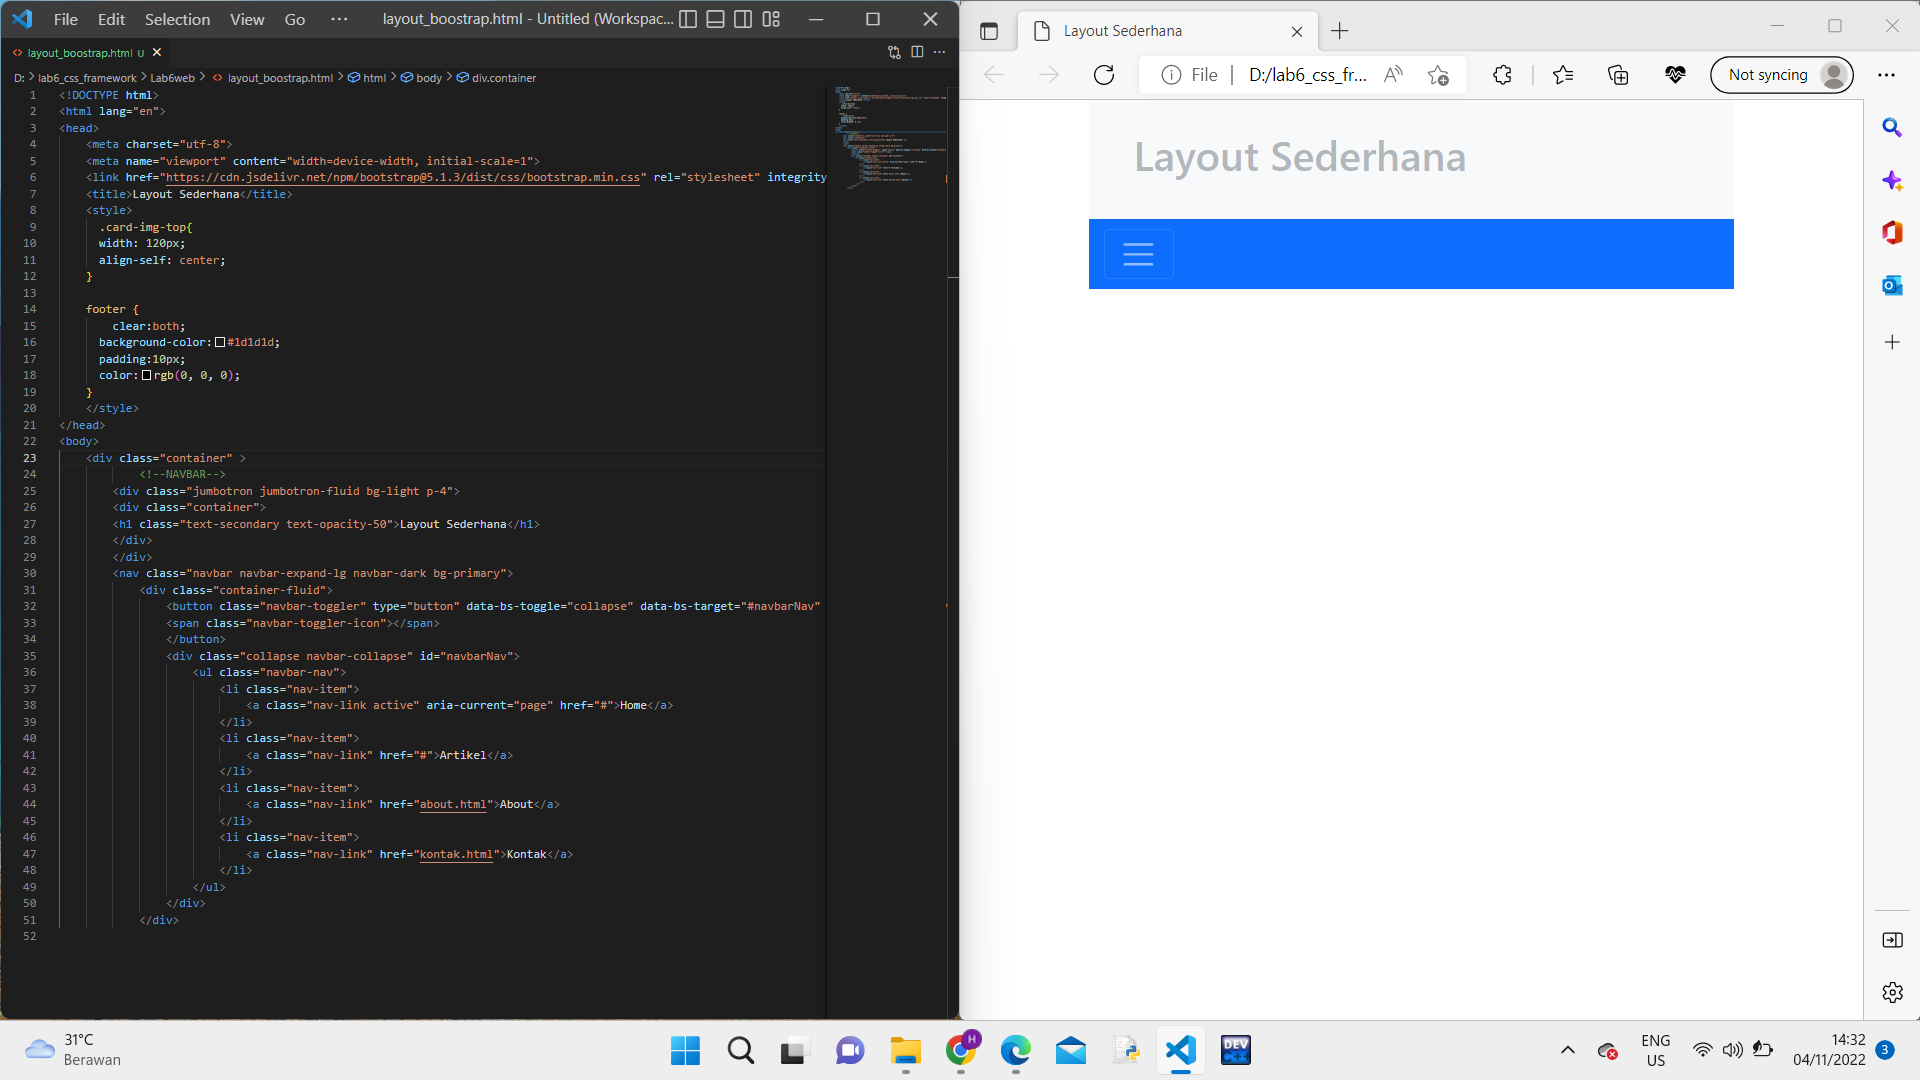 File Edit Selection View Go ··· layout_boostrap.html - Untitled (Workspac...
layout_boostrap.html U
D: > lab6_css_framework > Lab6web > layout_boostrap.html > html > body > div.container
1 <!DOCTYPE html>
2 <html lang="en">
3 <head>
4 <meta charset="utf-8">
5 <meta name="viewport" content="width=device-width, initial-scale=1">
6 <link href="https://cdn.jsdelivr.net/npm/bootstrap@5.1.3/dist/css/bootstrap.min.css" rel="stylesheet" integrity
7 <title>Layout Sederhana</title>
8 <style>
9 .card-img-top{
10 width: 120px;
11 align-self: center;
12 }
13
14 footer {
15 clear:both;
16 background-color:#1d1d1d;
17 padding:10px;
18 color:rgb(0, 0, 0);
19 }
20 </style>
21 </head>
22 <body>
23 <div class="container" >
24 <!--NAVBAR-->
25 <div class="jumbotron jumbotron-fluid bg-light p-4">
26 <div class="container">
27 <h1 class="text-secondary text-opacity-50">Layout Sederhana</h1>
28 </div>
29 </div>
30 <nav class="navbar navbar-expand-lg navbar-dark bg-primary">
31 <div class="container-fluid">
32 <button class="navbar-toggler" type="button" data-bs-toggle="collapse" data-bs-target="#navbarNav"
33 <span class="navbar-toggler-icon"></span>
34 </button>
35 <div class="collapse navbar-collapse" id="navbarNav">
36 <ul class="navbar-nav">
37 <li class="nav-item">
38 <a class="nav-link active" aria-current="page" href="#">Home</a>
39 </li>
40 <li class="nav-item">
41 <a class="nav-link" href="#">Artikel</a>
42 </li>
43 <li class="nav-item">
44 <a class="nav-link" href="about.html">About</a>
45 </li>
46 <li class="nav-item">
47 <a class="nav-link" href="kontak.html">Kontak</a>
48 </li>
49 </ul>
50 </div>
51 </div>
52
Layout Sederhana
File | D:/lab6_css_fr... Not syncing
Layout Sederhana
31°C
Berawan
H
DEV
C++
ENG
US
14:32
04/11/2022
3